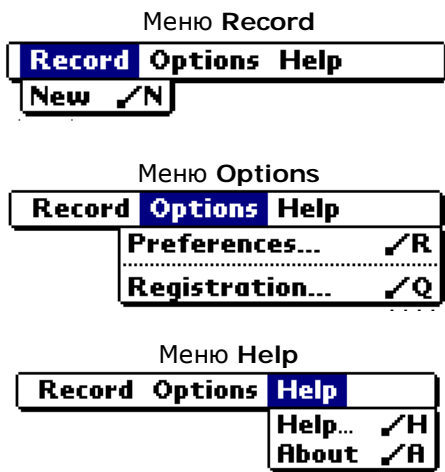 Меню Record
Record Options Help
New /N
Меню Options
Record Options Help
Preferences... /R
Registration... /Q
Меню Help
Record Options Help
Help... /H
About /A